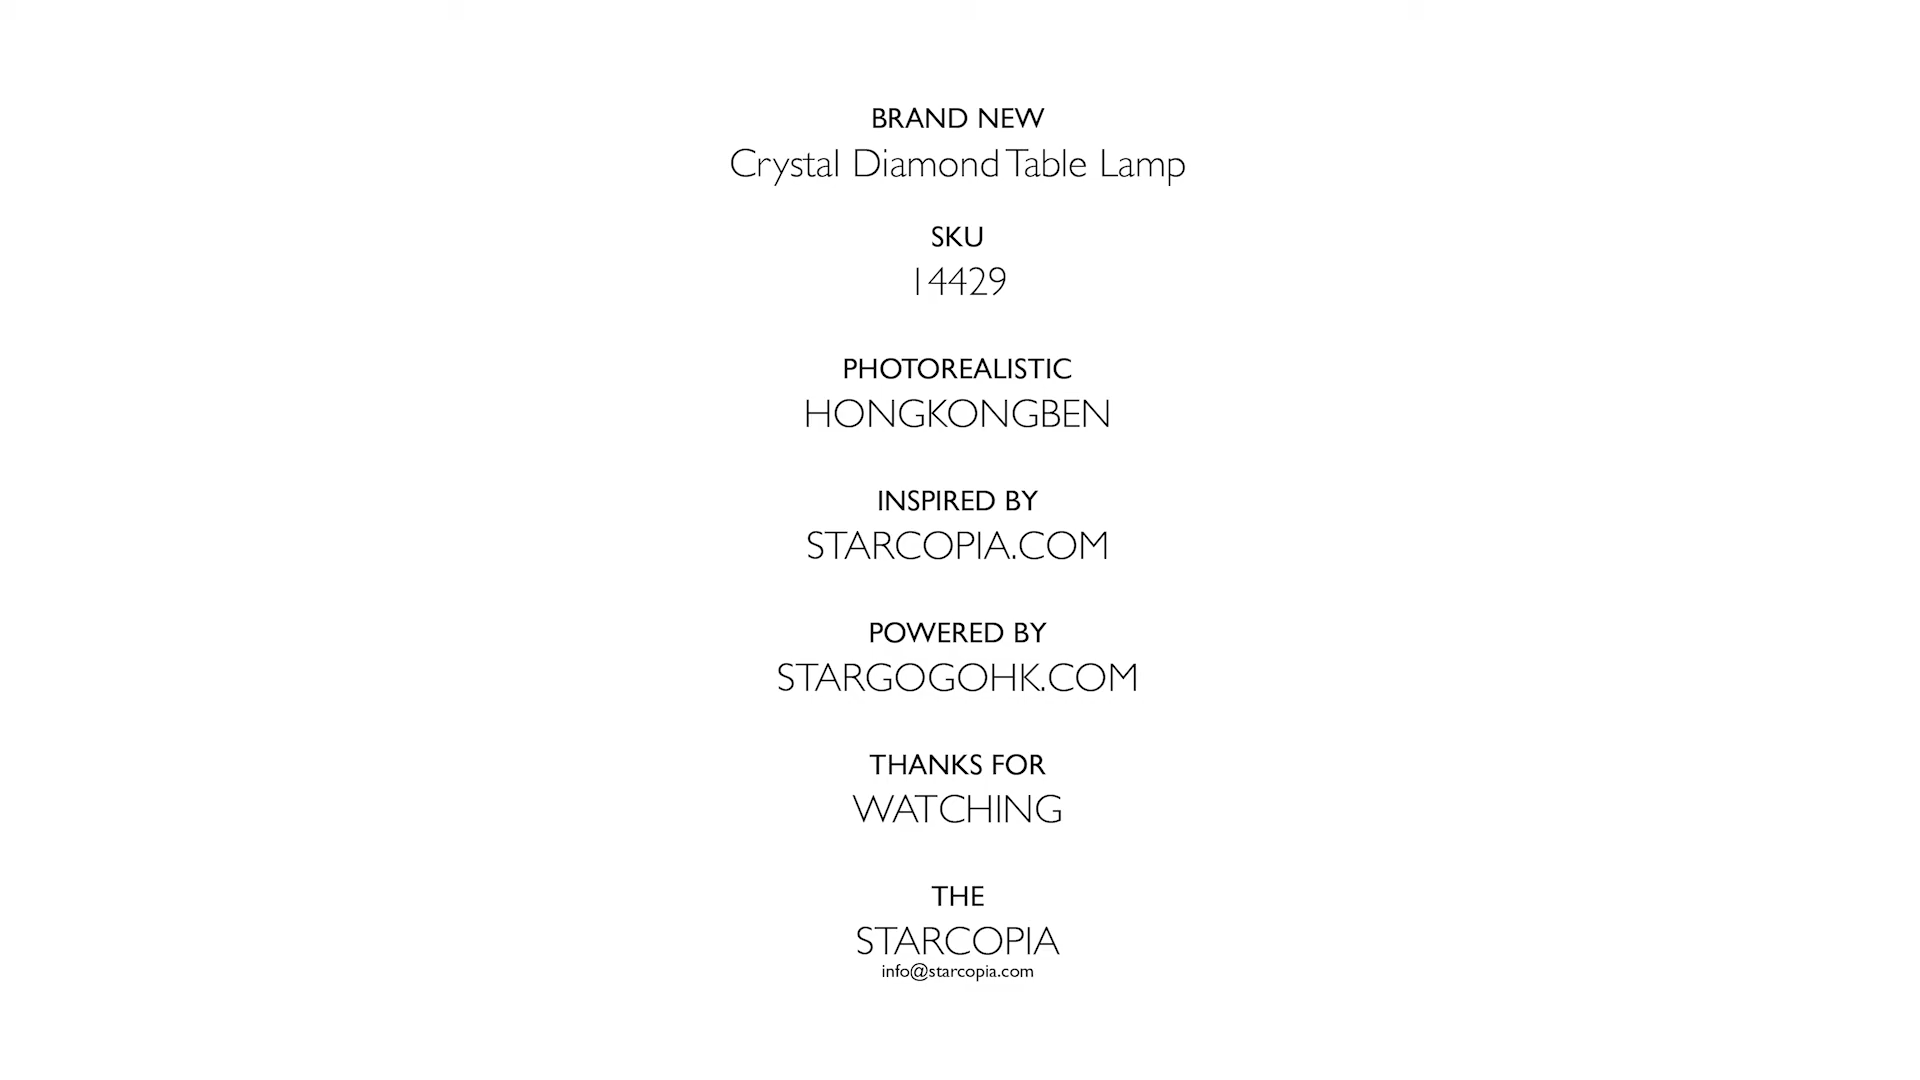 BRAND NEW
Crystal Diamond Table Lamp
SKU
14429
PHOTOREALISTIC
HONGKONGBEN
INSPIRED BY
STARCOPIA.COM
POWERED BY
STARGOGOHK.COM
THANKS FOR
WATCHING
THE
STARCOPIA
info@starcopia.com